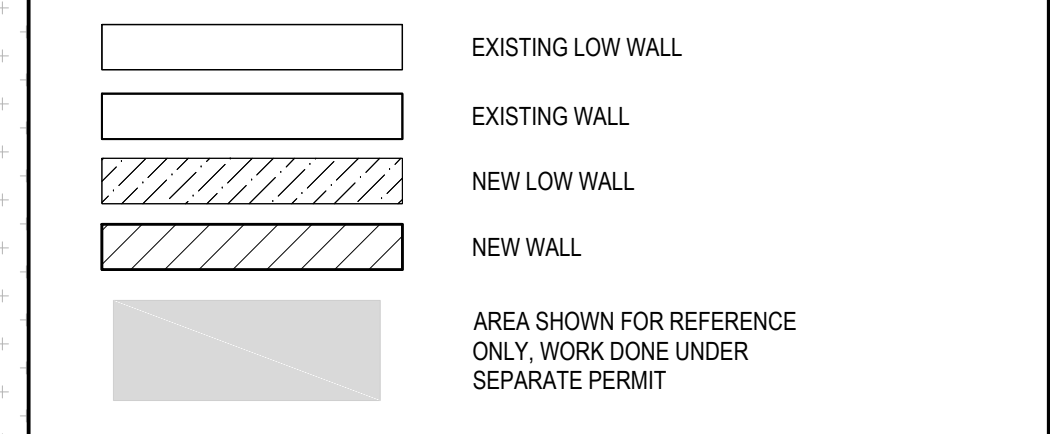 EXISTING LOW WALL
EXISTING WALL
NEW LOW WALL
NEW WALL
AREA SHOWN FOR REFERENCE
ONLY, WORK DONE UNDER
SEPARATE PERMIT